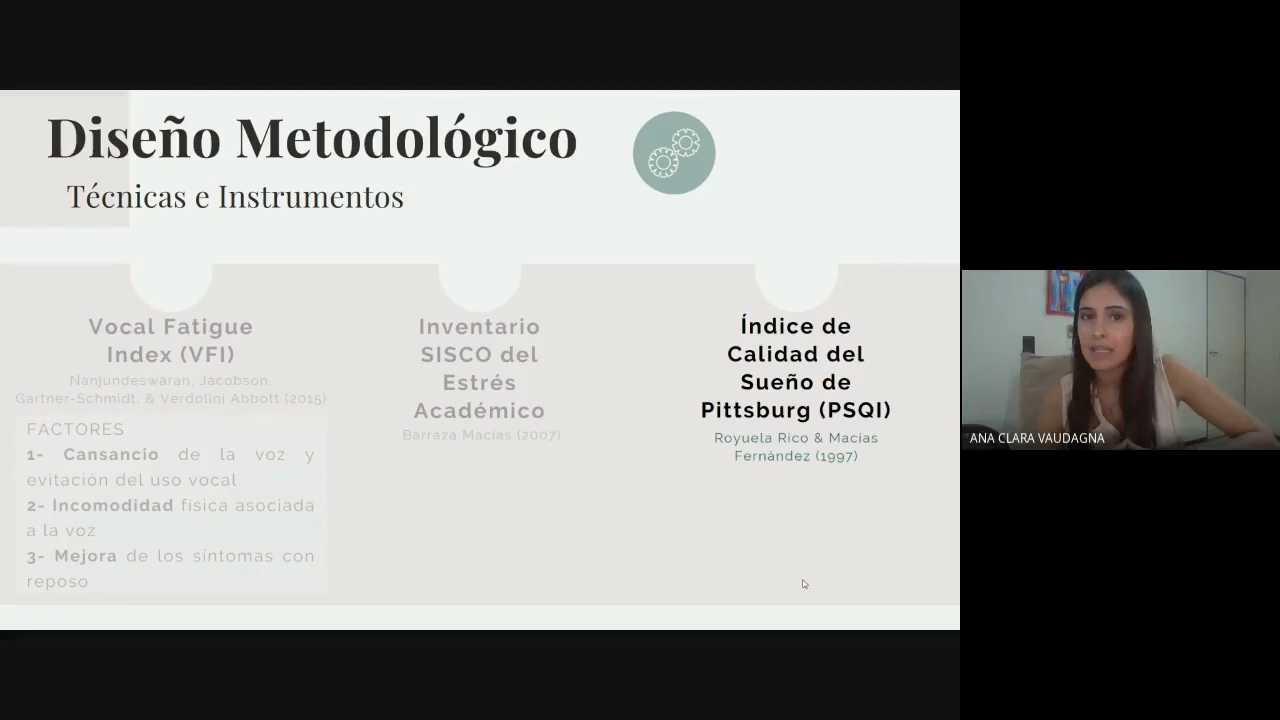 Diseño Metodológico
Técnicas e Instrumentos
Vocal Fatigue
Index (VFI)
Nanjundeswaran, Jacobson,
Gartner-Schmidt, & Verdolini Abbott (2015)
FACTORES
1- Cansancio de la voz y
evitación del uso vocal
2- Incomodidad física asociada
a la voz
3- Mejora de los síntomas con
reposo
Inventario
SISCO del
Estrés
Académico
Barraza Macías (2007)
Índice de
Calidad del
Sueño de
Pittsburg (PSQI)
Royuela Rico & Macías
Fernández (1997)
ANA CLARA VAUDAGNA